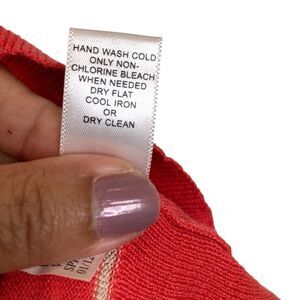 HAND WASH COLD
ONLY NON-
CHLORINE BLEACH
WHEN NEEDED
DRY FLAT
COOL IRON
OR
DRY CLEAN